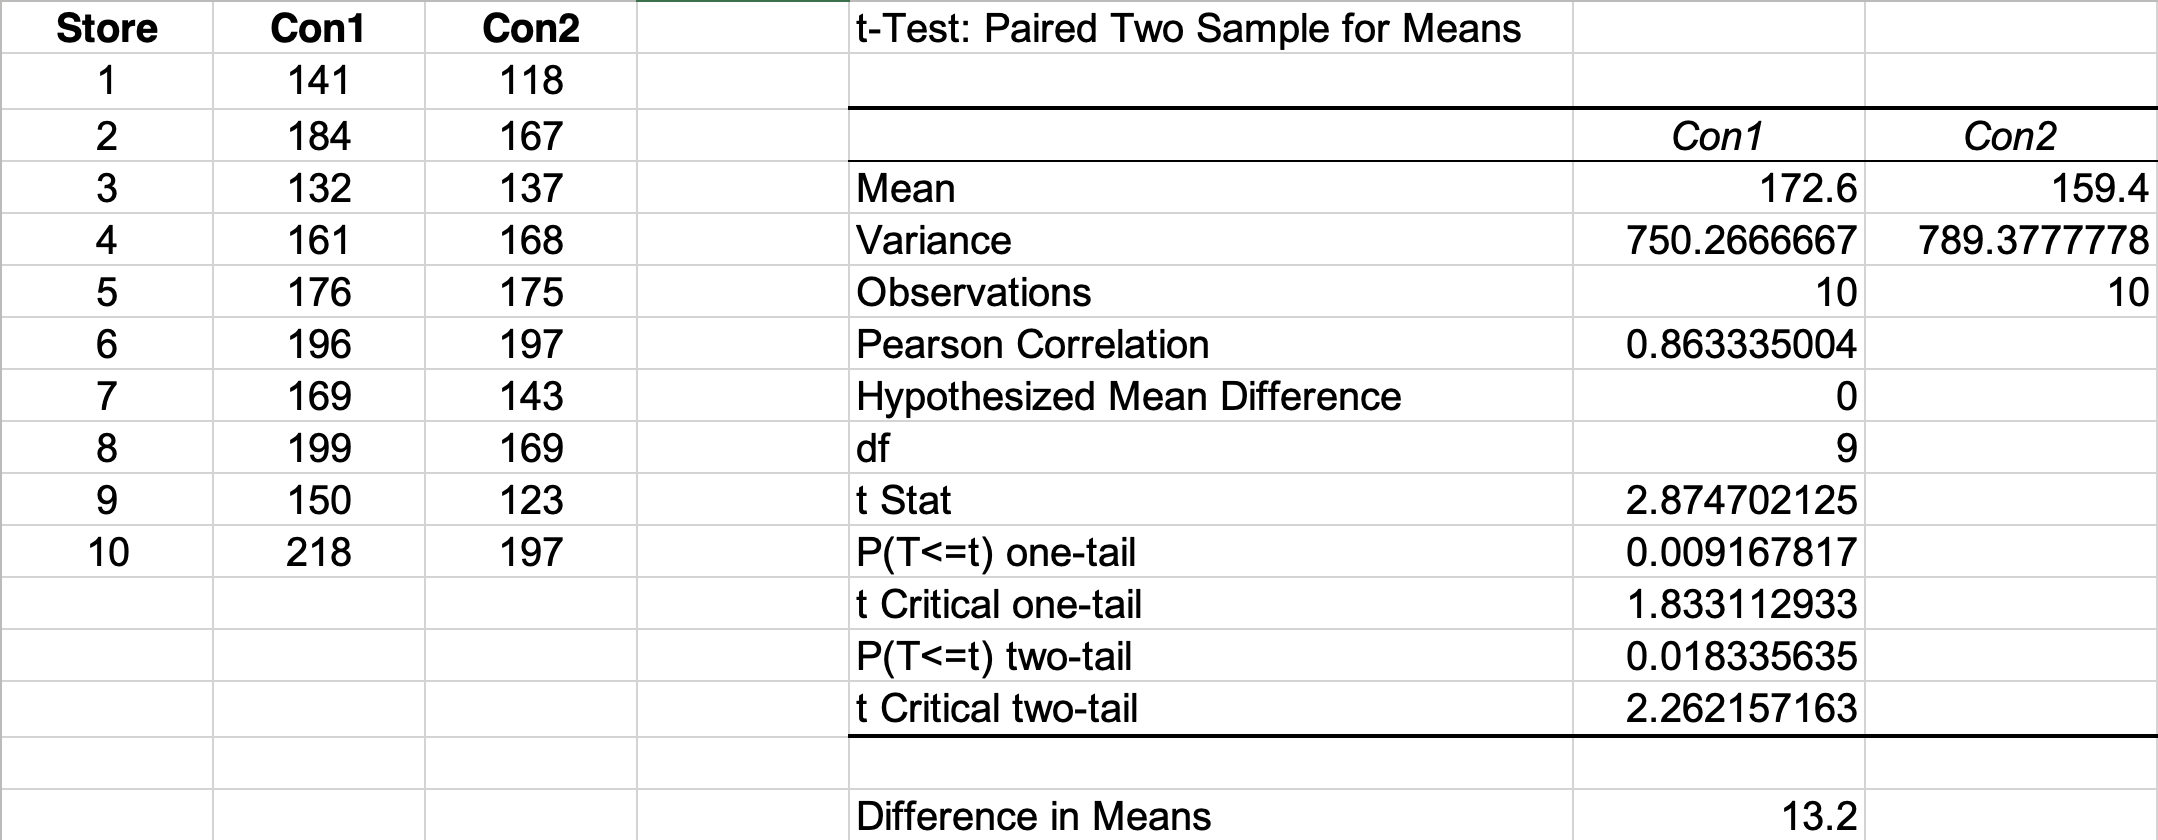 Store Con1 Con2 t-Test: Paired Two Sample for Means
1 141 118
2 184 167 Con1 Con2
3 132 137 Mean 172.6 159.4
4 161 168 Variance 750.2666667 789.3777778
5 176 175 Observations 10 10
6 196 197 Pearson Correlation 0.863335004
7 169 143 Hypothesized Mean Difference 0
8 199 169 df 9
9 150 123 t Stat 2.874702125
10 218 197 P(T<=t) one-tail 0.009167817
t Critical one-tail 1.833112933
P(T<=t) two-tail 0.018335635
t Critical two-tail 2.262157163
Difference in Means 13.2